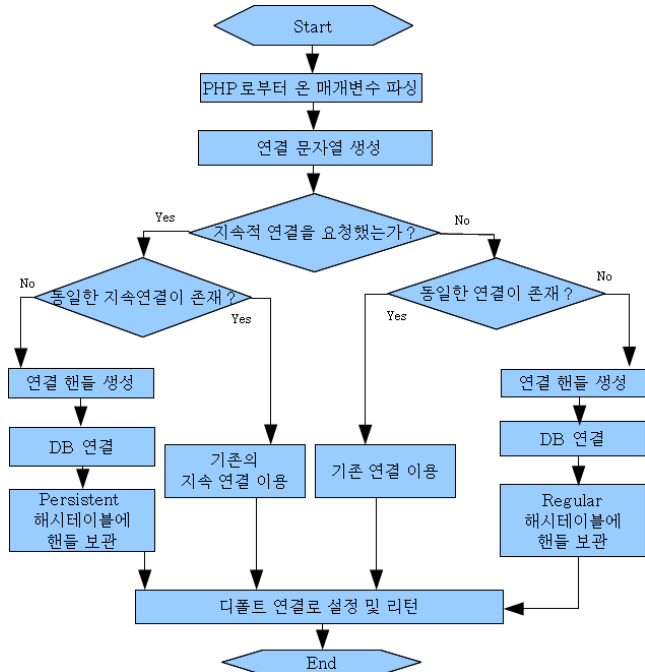 Start
PHP로부터 온 매개변수 파싱
연결 문자열 생성
Yes
지속적 연결을 요청했는가?
No
No
동일한 지속연결이 존재?
Yes
동일한 연결이 존재?
No
Yes
연결 핸들 생성
연결 핸들 생성
DB 연결
DB 연결
기존의
지속 연결 이용
기존 연결 이용
Persistent
해시테이블에
핸들 보관
Regular
해시테이블에
핸들 보관
디폴트 연결로 설정 및 리턴
End